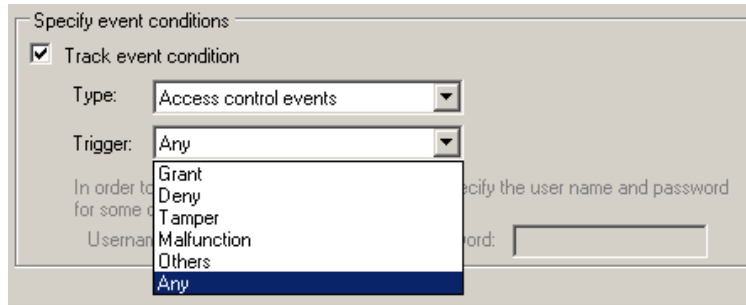 Specify event conditions
Track event condition
Type: Access control events
Trigger: Any
Grant
In order to ecify the user name and password
Deny
for some
Tamper
Usernam Malfunction ord:
Others
Any